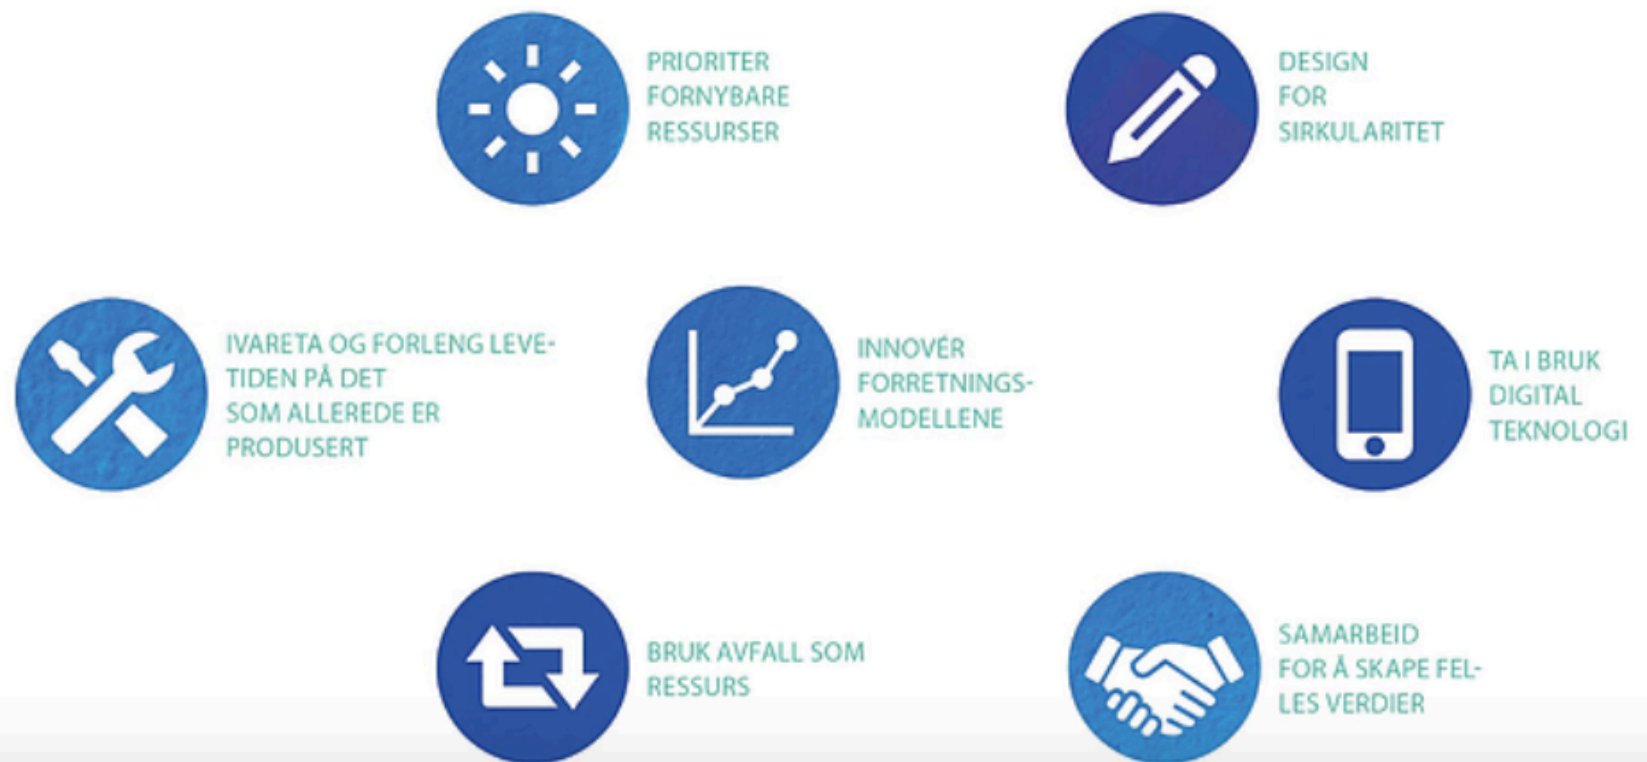 PRIORITER
FORNYBARE
RESSURSER
DESIGN
FOR
SIRKULARITET
IVARETA OG FORLENG LEVE-
TIDEN PÅ DET
SOM ALLEREDE ER
PRODUSERT
INNOVÉR
FORRETNINGS-
MODELLENE
TA I BRUK
DIGITAL
TEKNOLOGI
BRUK AVFALL SOM
RESSURS
SAMARBEID
FOR Å SKAPE FEL-
LES VERDIER